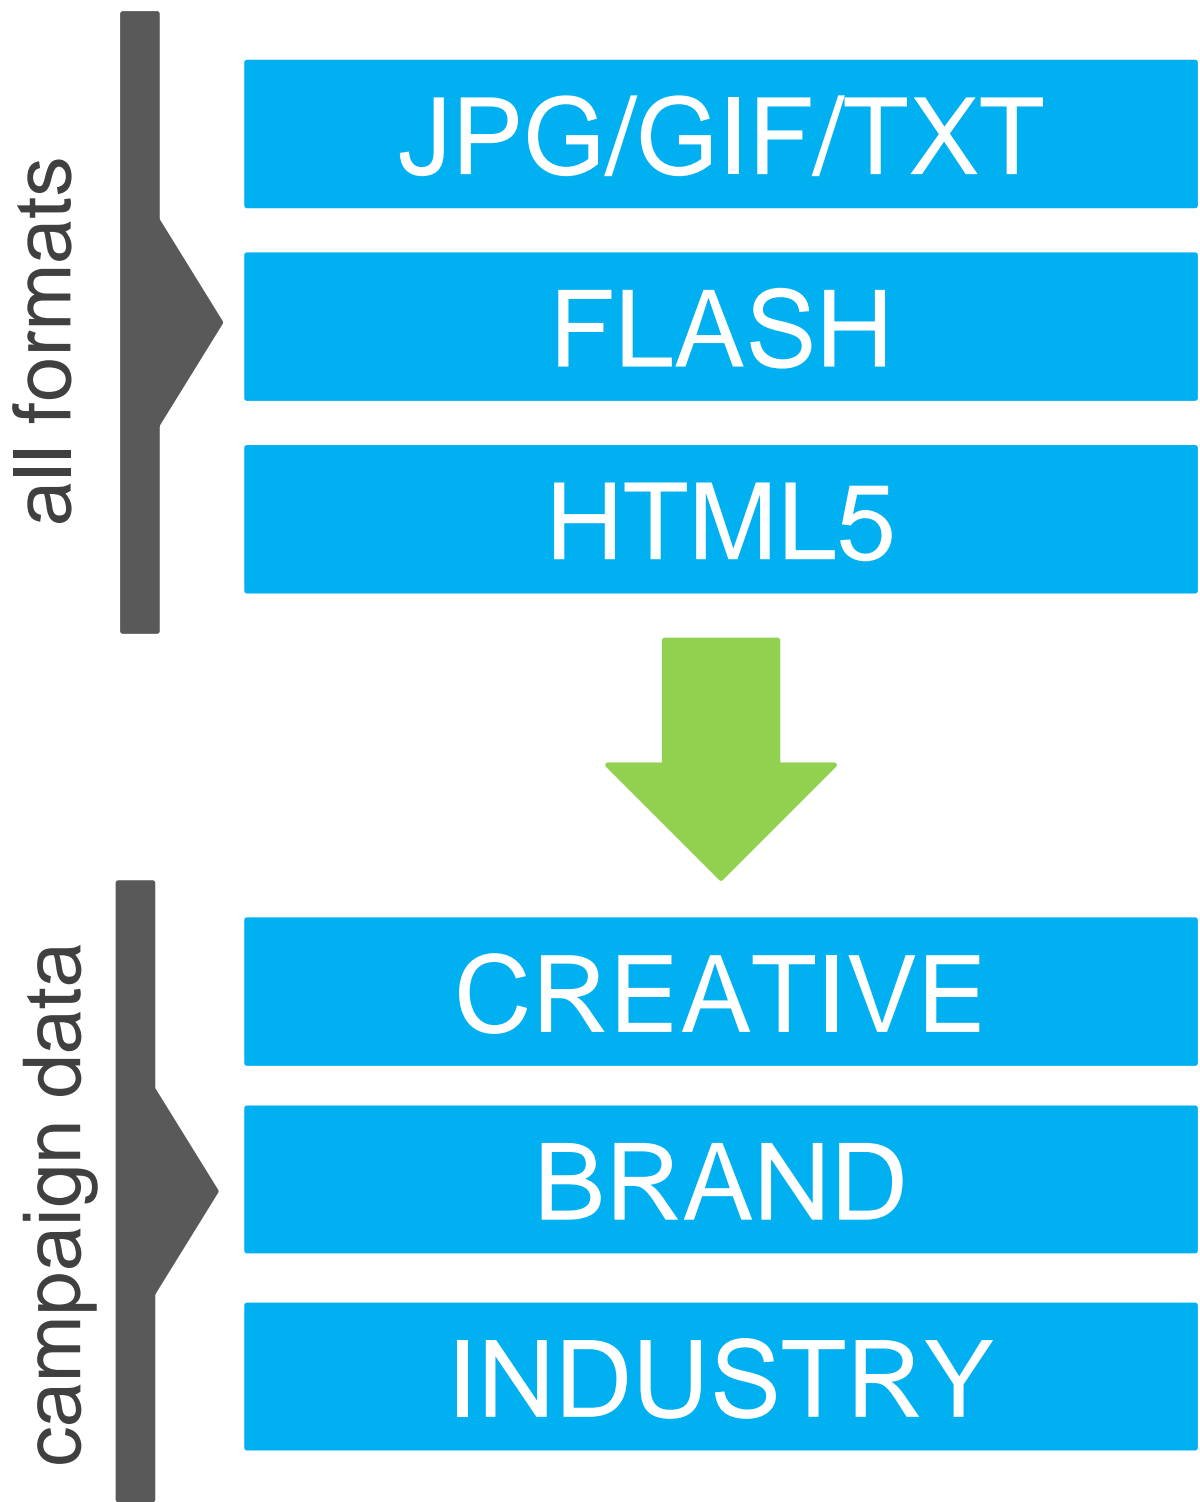 all formats
JPG/GIF/TXT
FLASH
HTML5
campaign data
CREATIVE
BRAND
INDUSTRY